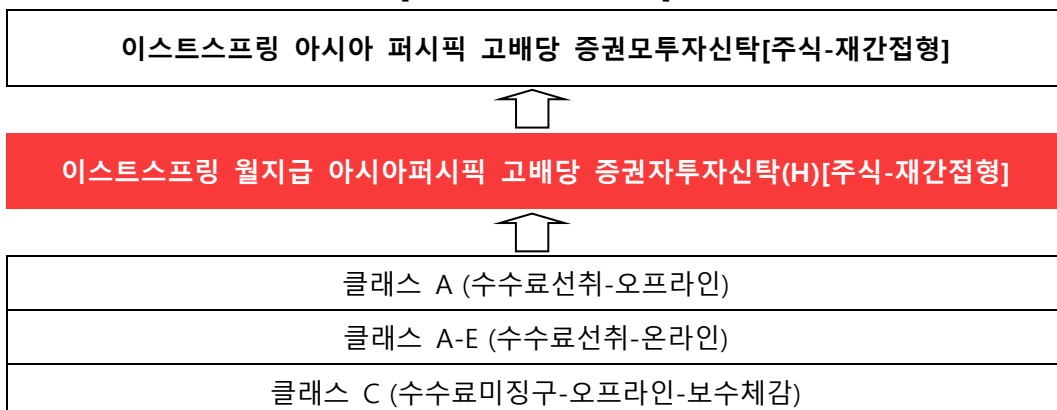 이스트스프링 아시아 퍼시픽 고배당 증권모투자신탁[주식-재간접형]
이스트스프링 월지급 아시아퍼시픽 고배당 증권자투자신탁(H)[주식-재간접형]
클래스 A (수수료선취-오프라인)
클래스 A-E (수수료선취-온라인)
클래스 C (수수료미징구-오프라인-보수체감)